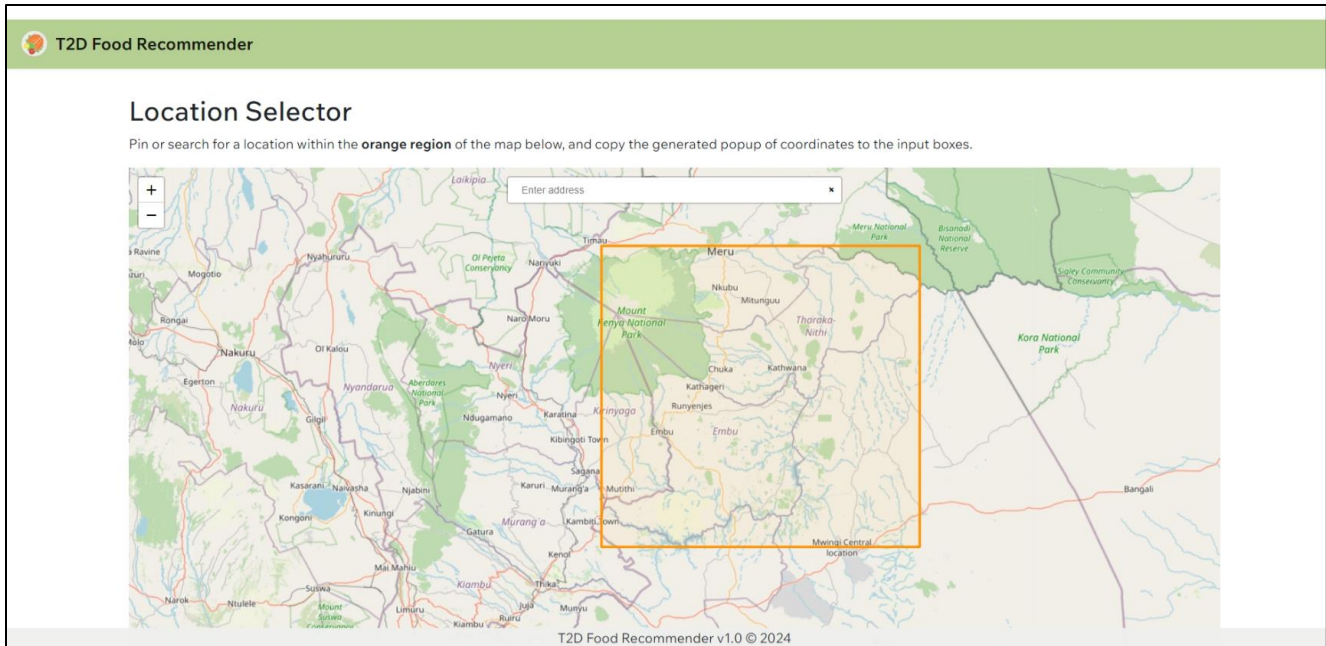 T2D Food Recommender
Location Selector
Pin or search for a location within the orange region of the map below, and copy the generated popup of coordinates to the input boxes.
+
−
Enter address
Laikipia
Timau
Meru
Meru National
Park
Bisanadi
National
Reserve
Ravine
Nyahururu
Ol Pejeta
Conservancy
Nanyuki
Mogotio
Nkubu
Mitunguu
Mount
Kenya National
Park
Tharaka-
Nithi
Naro Moru
Rongai
Kora National
Park
Nakuru
Ol Kalou
Nyeri
Chuka
Kathwana
Egerton
Nyandarua
Aberdares
National
Park
Kathageri
Nakuru
Gilgil
Nyeri
Ndugamano
Karatina
Kirinyaga
Runyenjes
Embu
Embu
Kibingoti Town
Sagana
Kasarani
Naivasha
Njabini
Karuri
Murang'a
Mutithi
Bangali
Kongoni
Kinungi
Murang'a
Gatura
Kambiti Town
Kenol
Mwingi Central
location
Mai Mahiu
Suswa
Kiambu
Thika
Narok
Ntulele
Mount
Suswa
Limuru
Juja
Munyu
Kiambu
Ruiru
T2D Food Recommender v1.0 © 2024